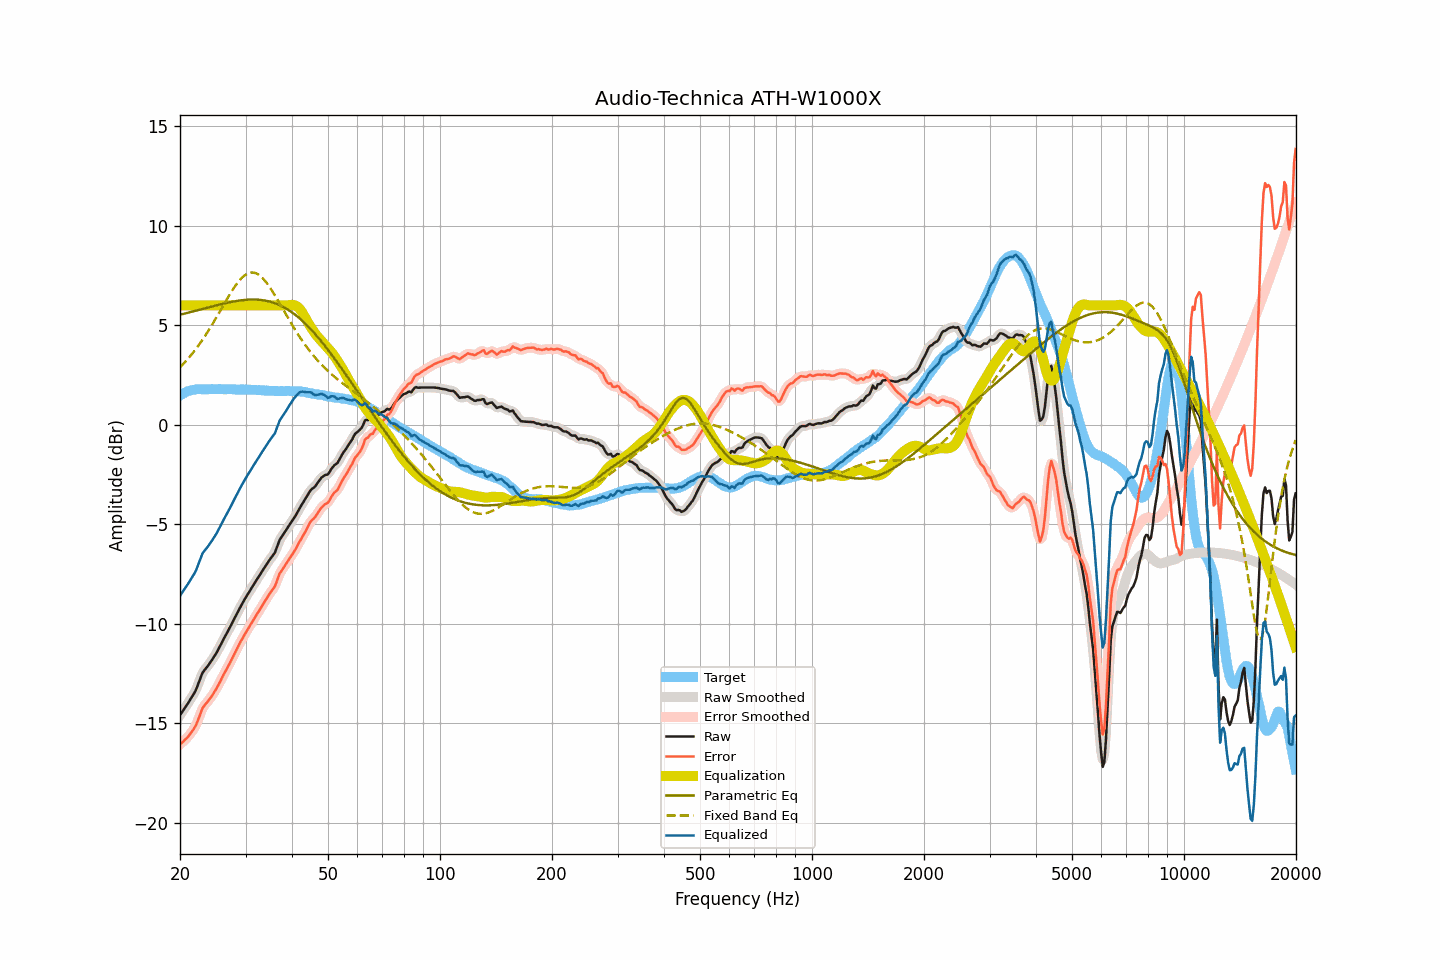 Audio-Technica ATH-W1000X
15
10
5
0
−5
−10
−15
−20
Amplitude (dBr)
Target
Raw Smoothed
Error Smoothed
Raw
Error
Equalization
Parametric Eq
Fixed Band Eq
Equalized
20 50 100 200 500 1000 2000 5000 10000 20000
Frequency (Hz)